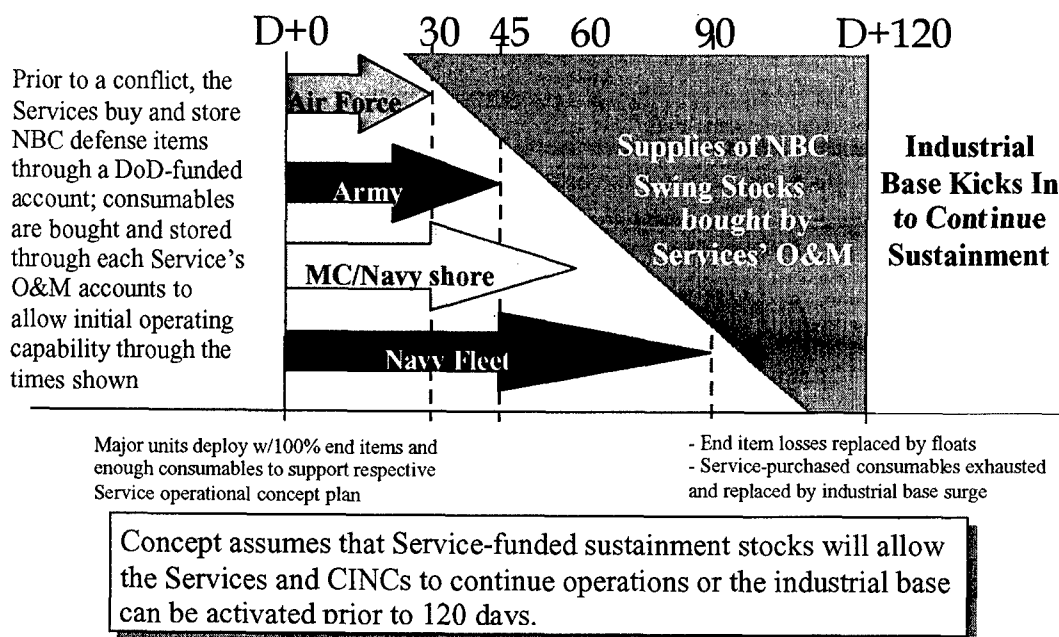 D+0 30 45 60 90 D+120
Prior to a conflict, the
Services buy and store
NBC defense items
through a DoD-funded
account; consumables
are bought and stored
through each Service's
O&M accounts to
allow initial operating
capability through the
times shown
Air Force
Army
MC/Navy shore
Navy Fleet
Supplies of NBC
Swing Stocks
bought by
Services' O&M
Industrial
Base Kicks In
to Continue
Sustainment
Major units deploy w/100% end items and
enough consumables to support respective
Service operational concept plan
- End item losses replaced by floats
- Service-purchased consumables exhausted
and replaced by industrial base surge
Concept assumes that Service-funded sustainment stocks will allow
the Services and CINCs to continue operations or the industrial base
can be activated prior to 120 days.